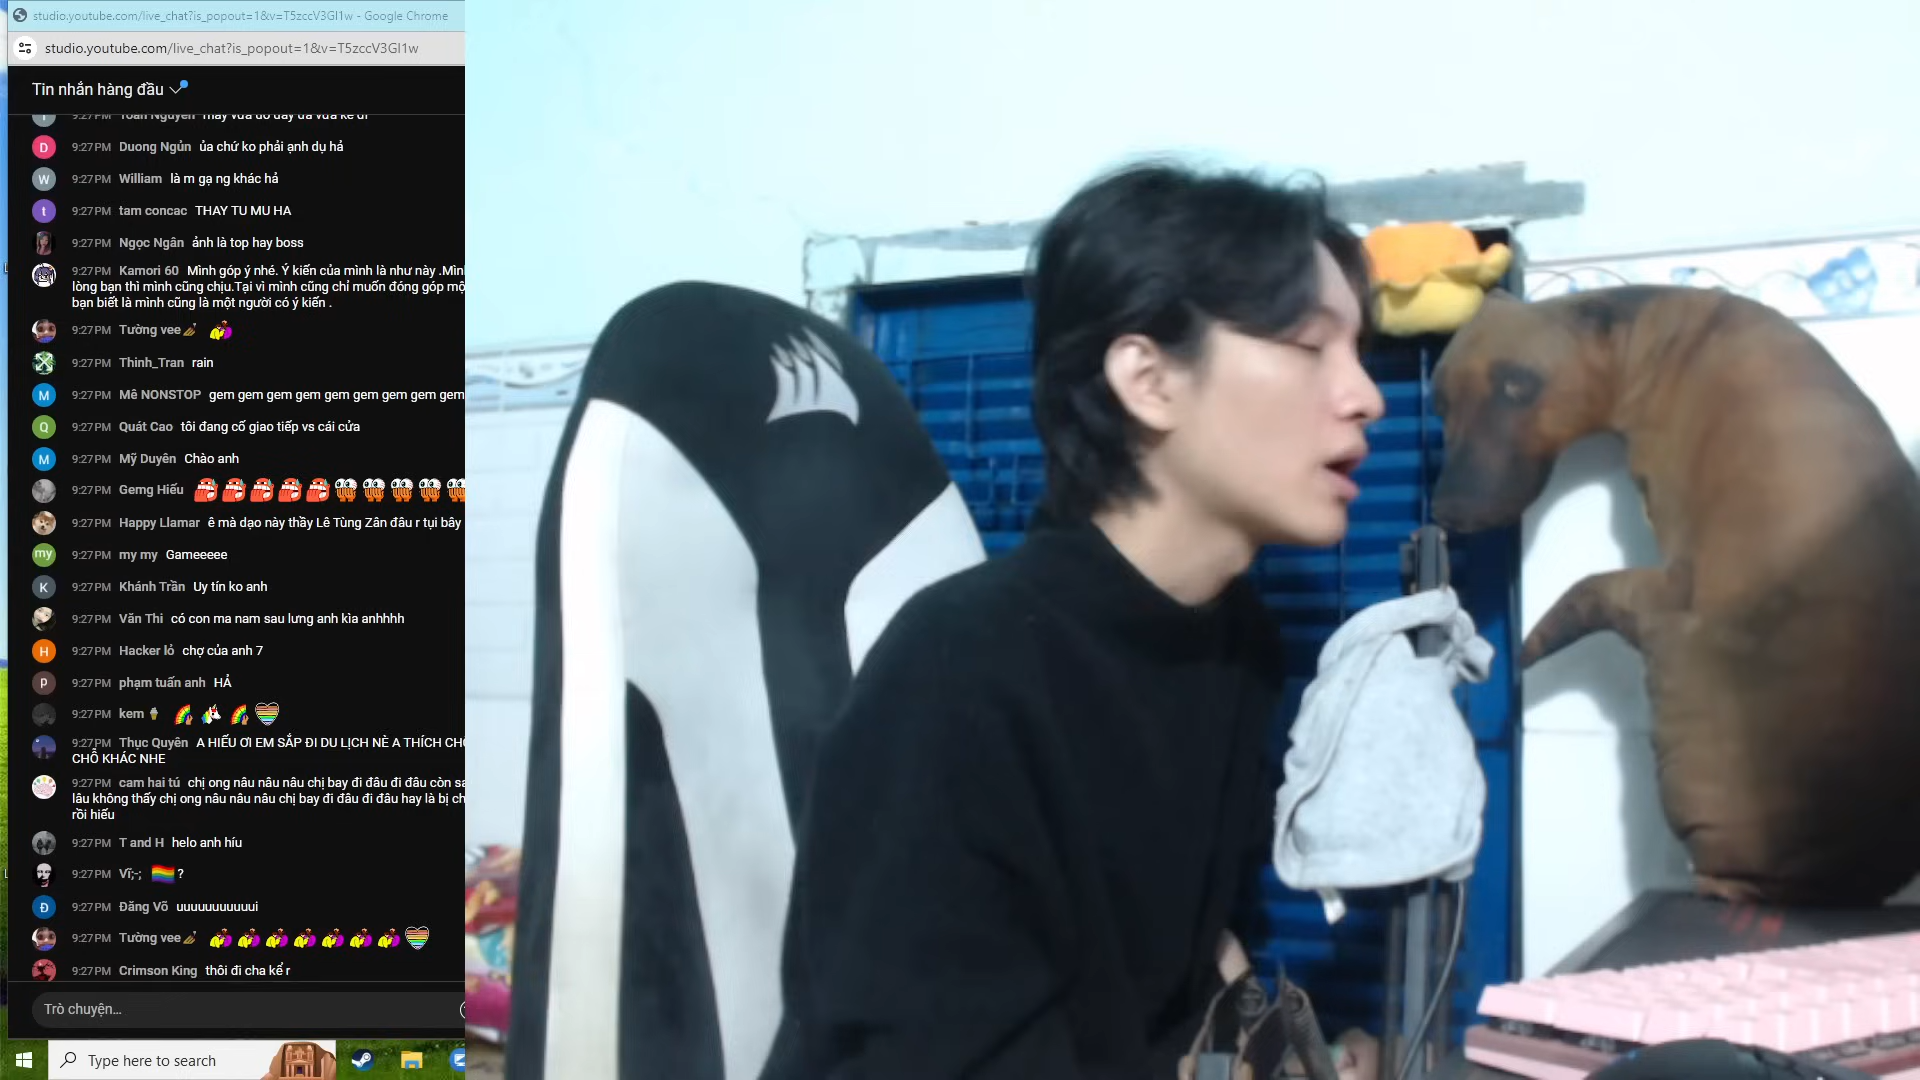 studio.youtube.com/live_chat?is_popout=1&v=T5zccV3GI1w - Google Chrome
studio.youtube.com/live_chat?is_popout=1&v=T5zccV3GI1w
Tin nhắn hàng đầu
9:27 PM Toàn Nguyễn
D 9:27 PM Duong Ngủn ủa chứ ko phải ạnh dụ hả
W 9:27 PM William là m gạ ng khác hả
t 9:27 PM tam concac THAY TU MU HA
9:27 PM Ngọc Ngân ảnh là top hay boss
9:27 PM Kamori 60 Mình góp ý nhé. Ý kiến của mình là như này .Mình
lòng bạn thì mình cũng chịu.Tại vì mình cũng chỉ muốn đóng góp
bạn biết là mình cũng là một người có ý kiến .
9:27 PM Tường vee
9:27 PM Thinh_Tran rain
M 9:27 PM Mê NONSTOP gem gem gem gem gem gem gem gem gem
Q 9:27 PM Quát Cao tôi đang cố giao tiếp vs cái cửa
M 9:27 PM Mỹ Duyên Chào anh
9:27 PM Gemg Hiếu
9:27 PM Happy Llamar ê mà dạo này thầy Lê Tùng Zân đâu r tụi bây
my 9:27 PM my my Gameeeee
K 9:27 PM Khánh Trần Uy tín ko anh
9:27 PM Văn Thi có con ma nam sau lưng anh kìa anhhhh
H 9:27 PM Hacker lỏ chợ của anh 7
P 9:27 PM phạm tuấn anh HẢ
9:27 PM kem
9:27 PM Thục Quyên A HIẾU ƠI EM SẮP ĐI DU LỊCH NÈ A THÍCH
CHỖ KHÁC NHE
9:27 PM cam hai tú chị ong nâu nâu nâu chị bay đi đâu đi đâu còn
lâu không thấy chị ong nâu nâu nâu chị bay đi đâu đi đâu hay là bị
rồi hiếu
9:27 PM T and H helo anh híu
9:27 PM Vĩ;-; ?
Đ 9:27 PM Đăng Võ uuuuuuuuuuui
9:27 PM Tường vee
9:27 PM Crimson King thôi đi cha kể r
Trò chuyện...
Type here to search